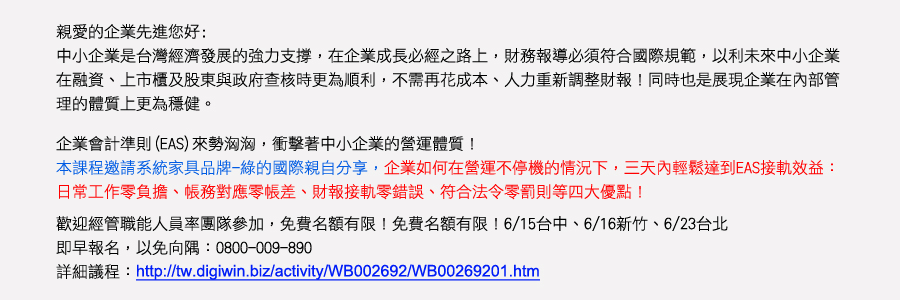 親愛的企業先進您好:
中小企業是台灣經濟發展的強力支撐，在企業成長必經之路上，財務報導必須符合國際規範，以利未來中小企業
在融資、上市櫃及股東與政府查核時更為順利，不需再花成本、人力重新調整財報！同時也是展現企業在內部管
理的體質上更為穩健。
企業會計準則(EAS)來勢洶洶，衝擊著中小企業的營運體質！
本課程邀請系統家具品牌-綠的國際親自分享，企業如何在營運不停機的情況下，三天內輕鬆達到EAS接軌效益：
日常工作零負擔、帳務對應零帳差、財報接軌零錯誤、符合法令零罰則等四大優點！
歡迎經管職能人員率團隊參加，免費名額有限！免費名額有限！6/15台中、6/16新竹、6/23台北
即早報名，以免向隅：0800-009-890
詳細議程：http://tw.digiwin.biz/activity/WB002692/WB00269201.htm